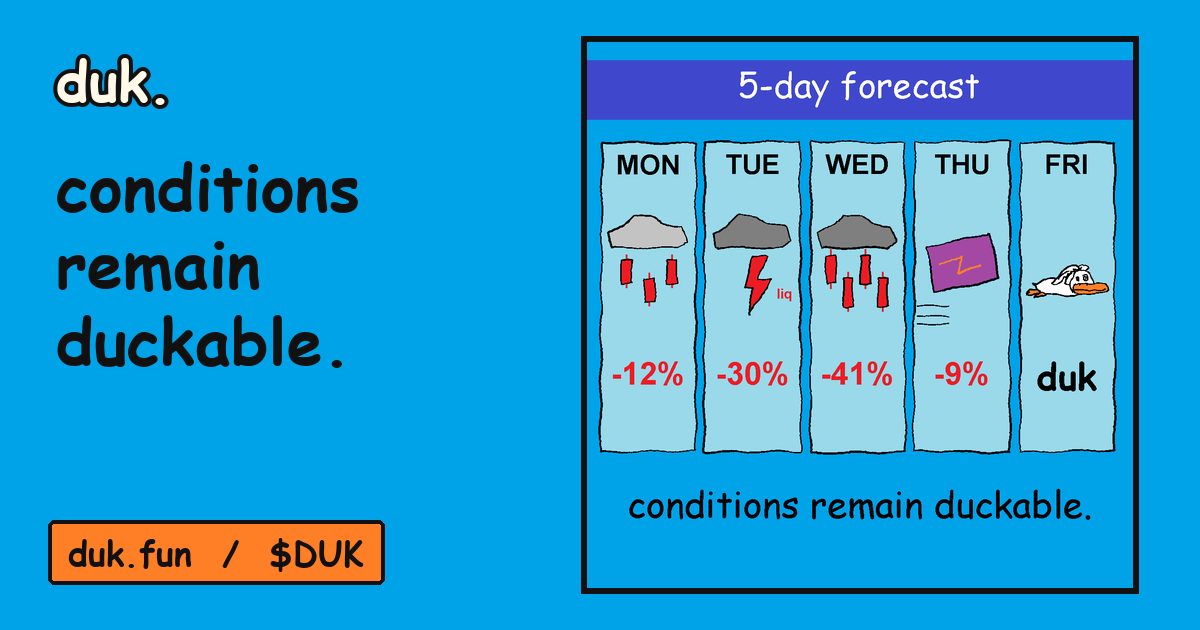 duk.
conditions
remain
duckable.
duk.fun / $DUK
5-day forecast
MON TUE WED THU FRI
liq
-12% -30% -41% -9% duk
conditions remain duckable.